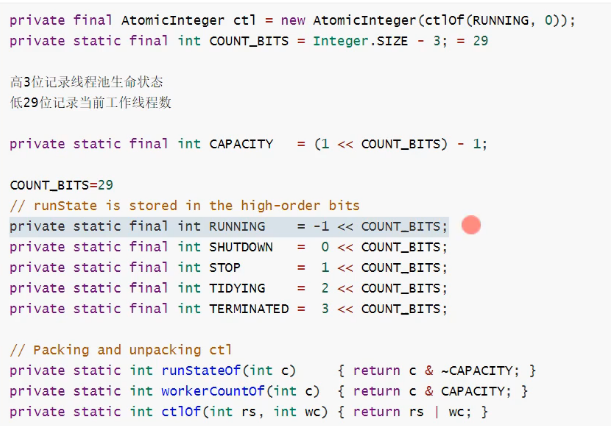 private final AtomicInteger ctl = new AtomicInteger(ctlOf(RUNNING, 0));
private static final int COUNT_BITS = Integer.SIZE - 3; = 29
高3位记录线程池生命状态
低29位记录当前工作线程数
private static final int CAPACITY   = (1 << COUNT_BITS) - 1;
COUNT_BITS=29
// runState is stored in the high-order bits
private static final int RUNNING    = -1 << COUNT_BITS;
private static final int SHUTDOWN   =  0 << COUNT_BITS;
private static final int STOP       =  1 << COUNT_BITS;
private static final int TIDYING    =  2 << COUNT_BITS;
private static final int TERMINATED =  3 << COUNT_BITS;
// Packing and unpacking ctl
private static int runStateOf(int c)     { return c & ~CAPACITY; }
private static int workerCountOf(int c)  { return c & CAPACITY; }
private static int ctlOf(int rs, int wc) { return rs | wc; }